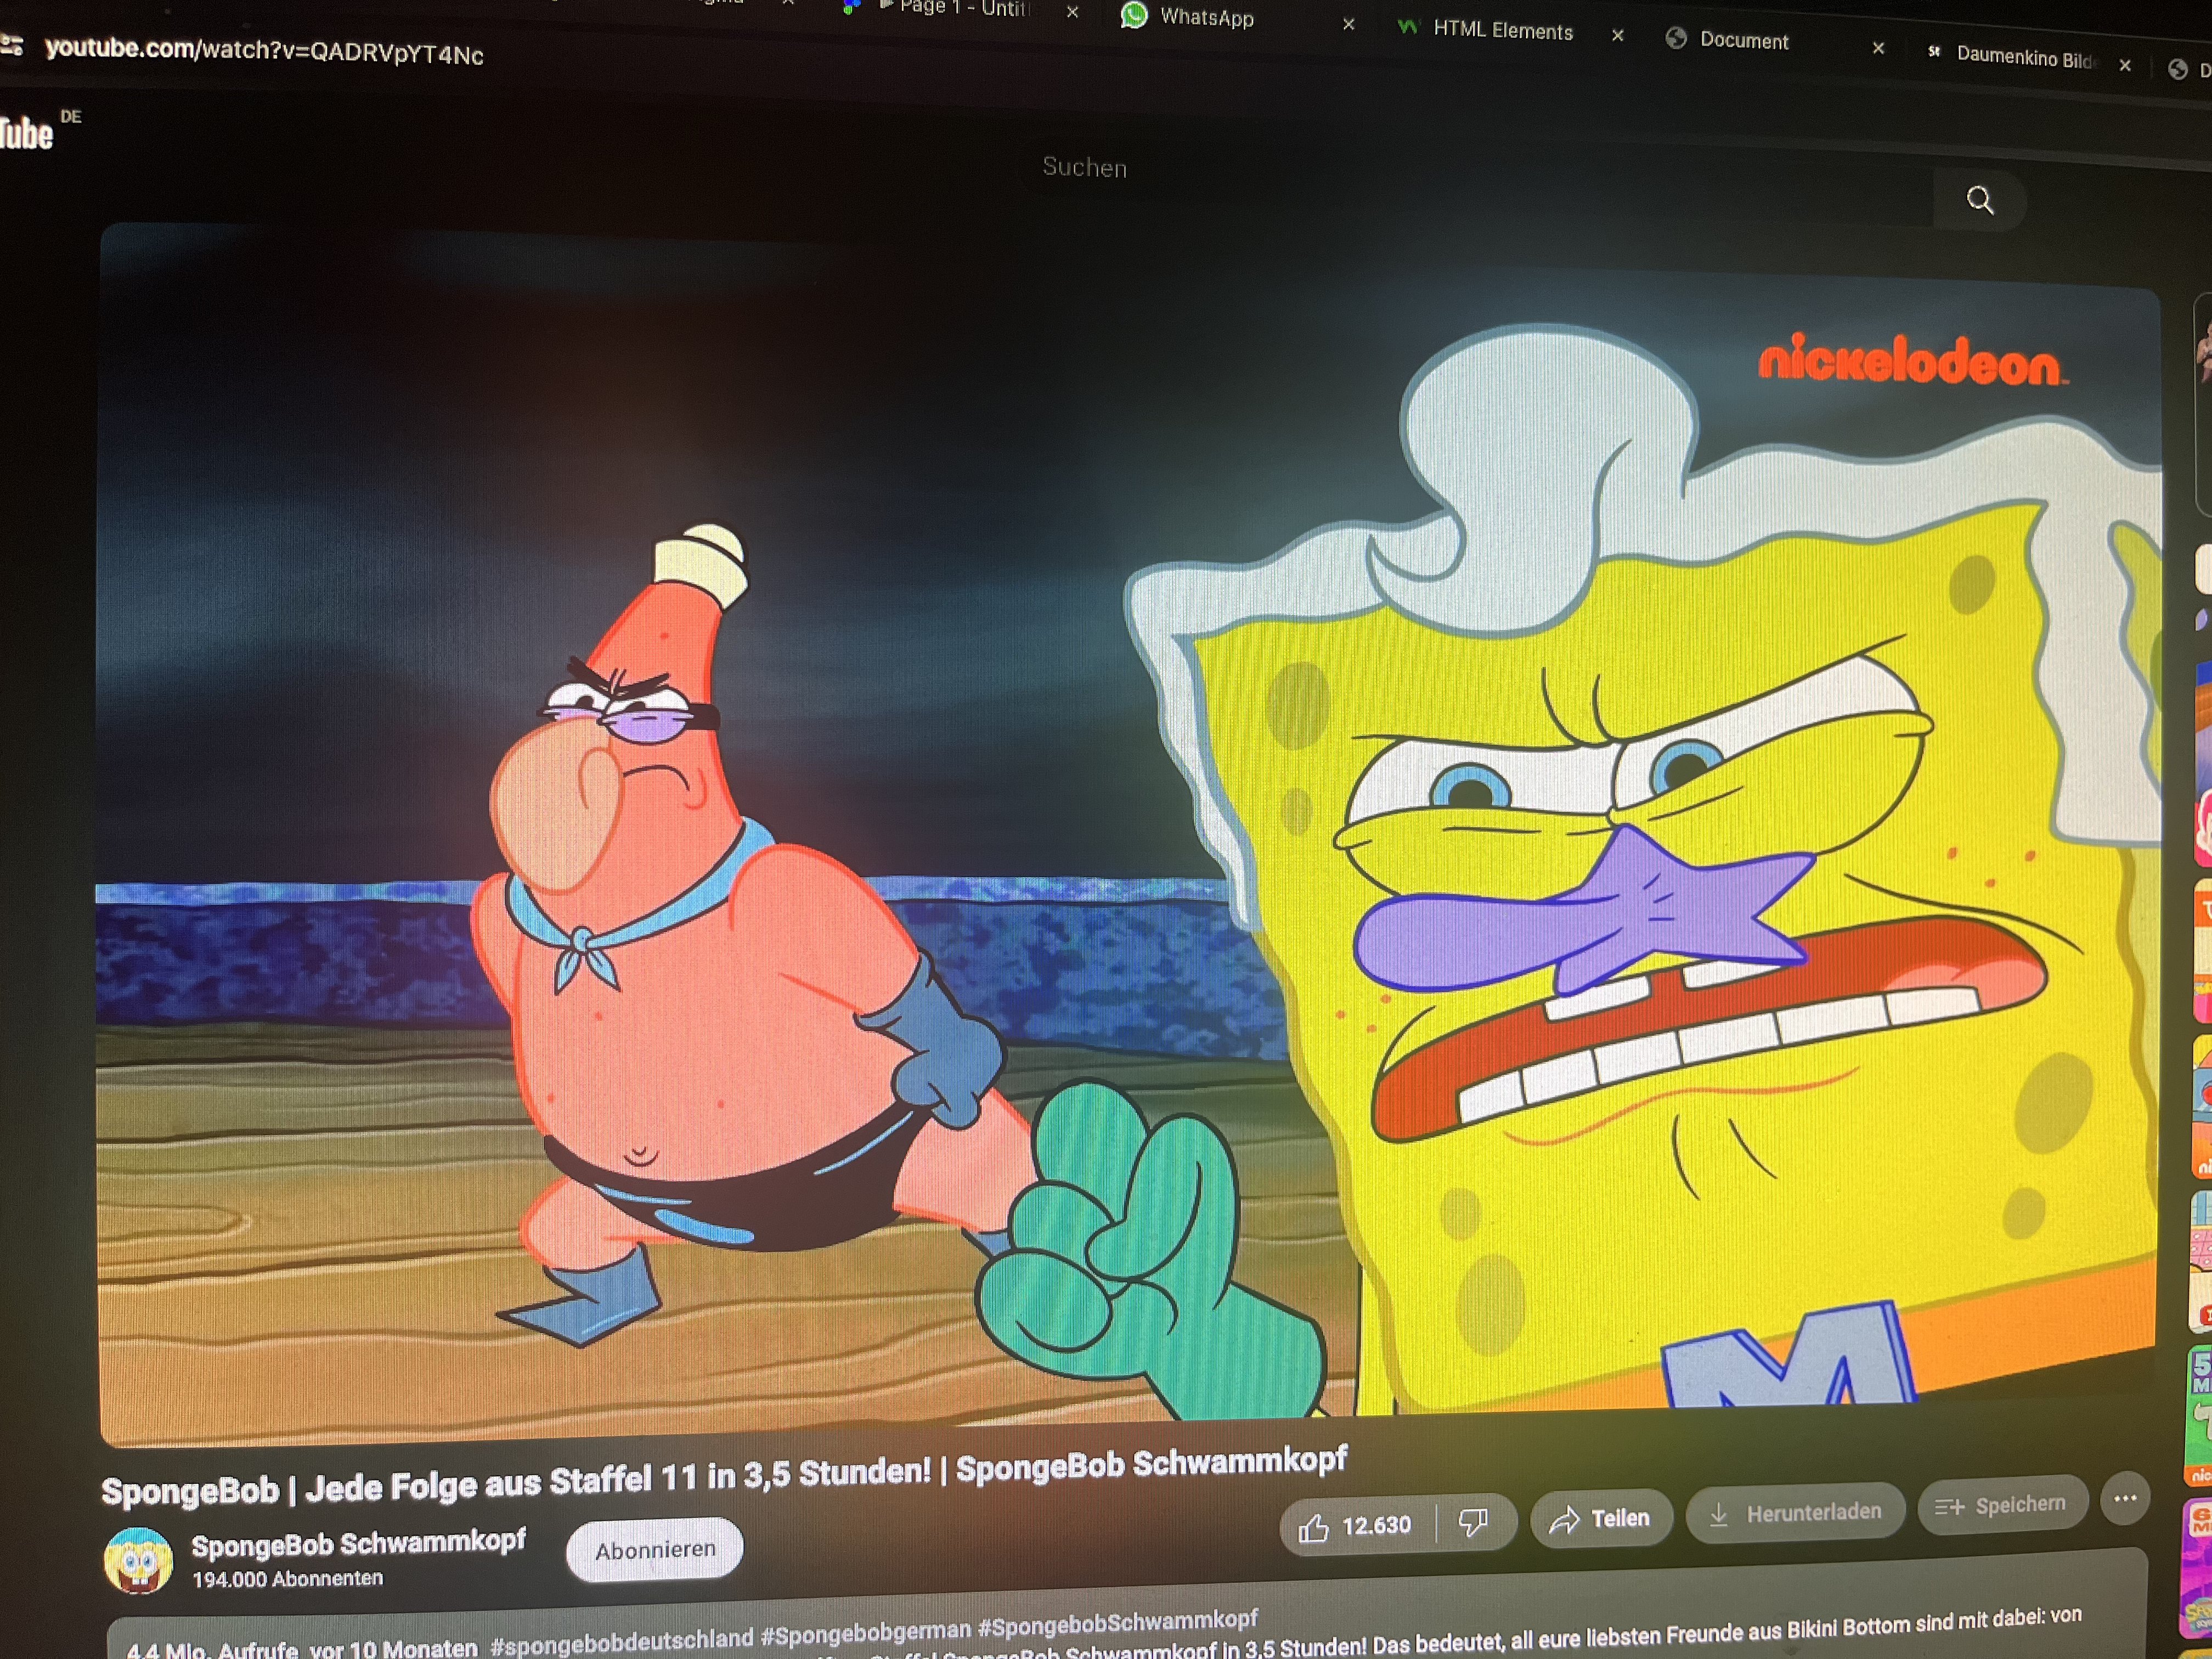 Page 1 - Untit
WhatsApp
HTML Elements
Document
St Daumenkino Bild
D
youtube.com/watch?v=QADRVpYT4Nc
Tube DE
Suchen
nickelodeon
M
SpongeBob | Jede Folge aus Staffel 11 in 3,5 Stunden! | SpongeBob Schwammkopf
SpongeBob Schwammkopf
194.000 Abonnenten
Abonnieren
12.630
Teilen
Herunterladen
Speichern
4,4 Mio. Aufrufe vor 10 Monaten #spongebobdeutschland #Spongebobgerman #SpongebobSchwammkopf
SpongeBob Schwammkopf in 3,5 Stunden! Das bedeutet, all eure liebsten Freunde aus Bikini Bottom sind mit dabei: von